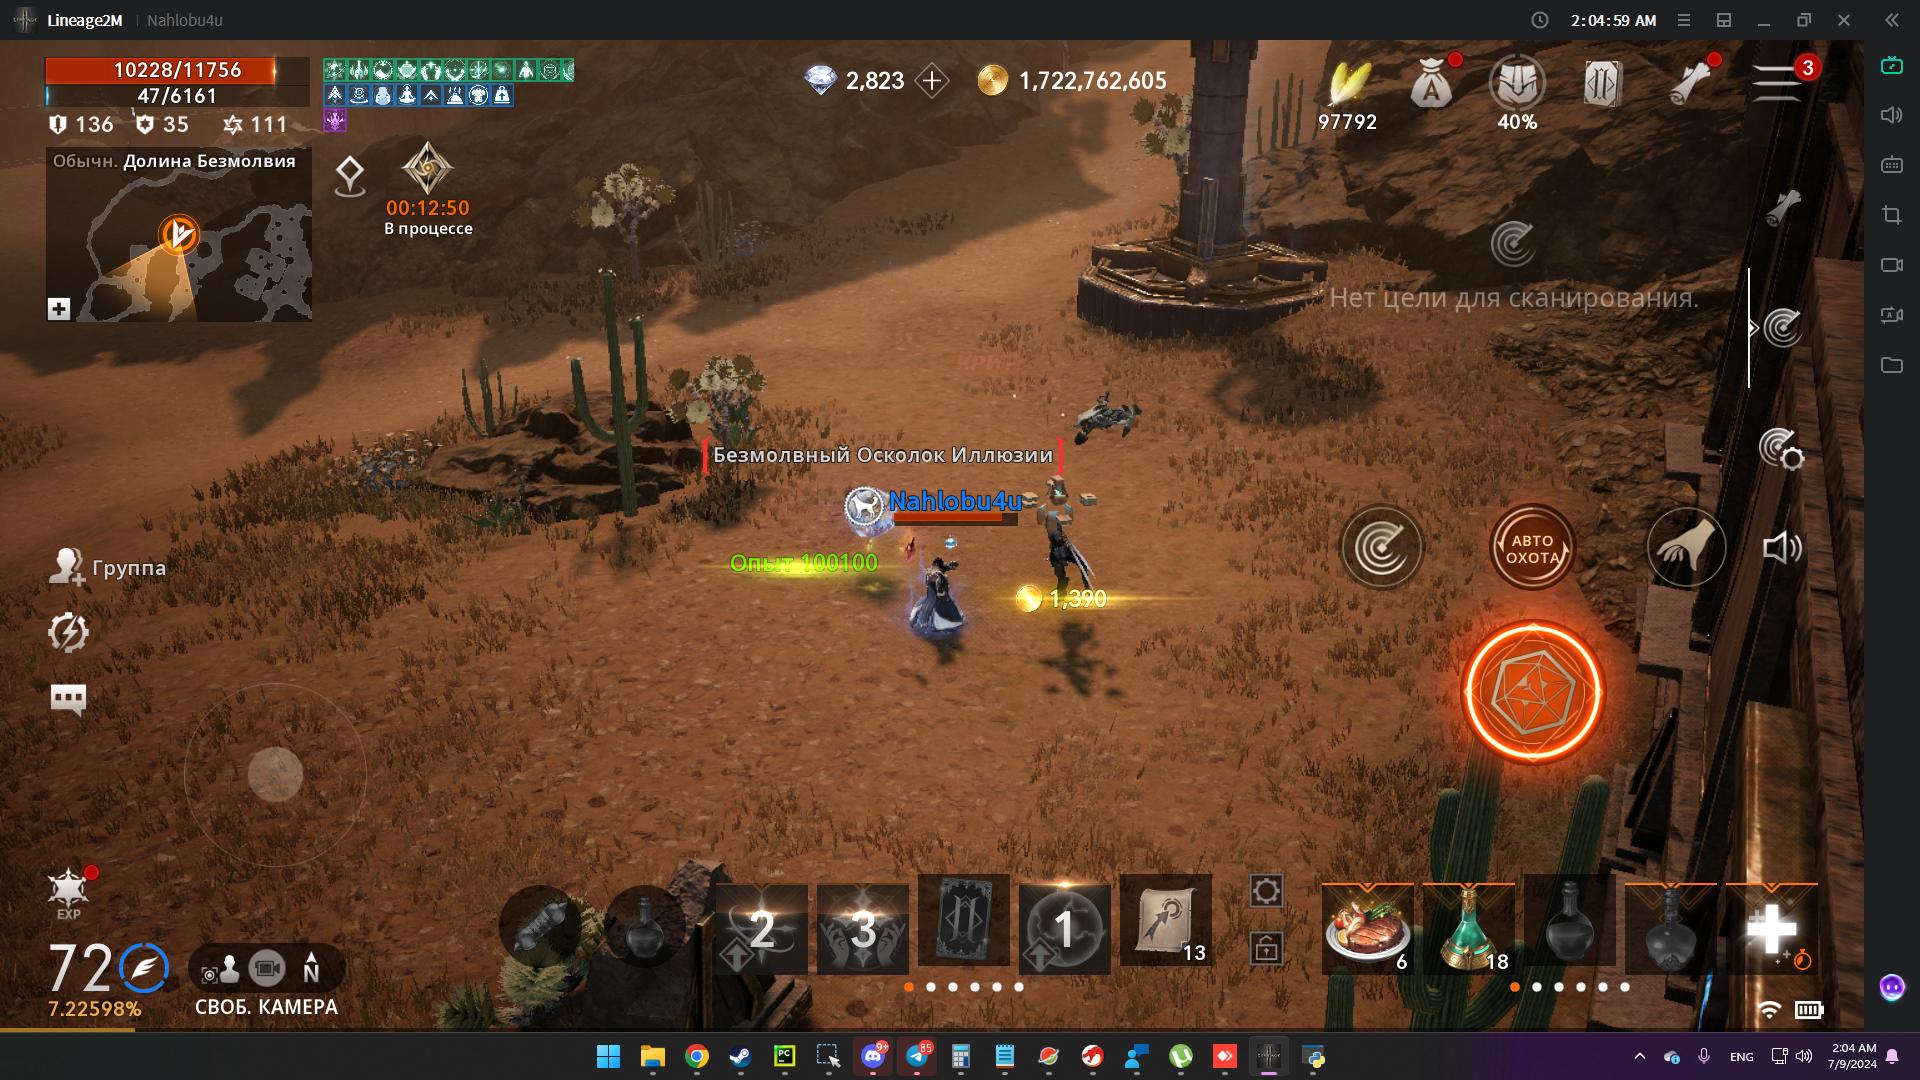 Lineage2M
Nahlobu4u
2:04:59 AM
10228/11756
47/6161
136
35
111
2,823
1,722,762,605
97792
A
40%
3
Обычн. Долина Безмолвия
00:12:50
В процессе
Нет цели для сканирования.
Безмолвный Осколок Иллюзии
Nahlobu4u
Опыт 100100
1,390
АВТО
ОХОТА
Группа
EXP
72
7.22598%
N
СВОБ. КАМЕРА
2
3
1
13
6
18
PC
9+
85
ENG
2:04 AM
7/9/2024